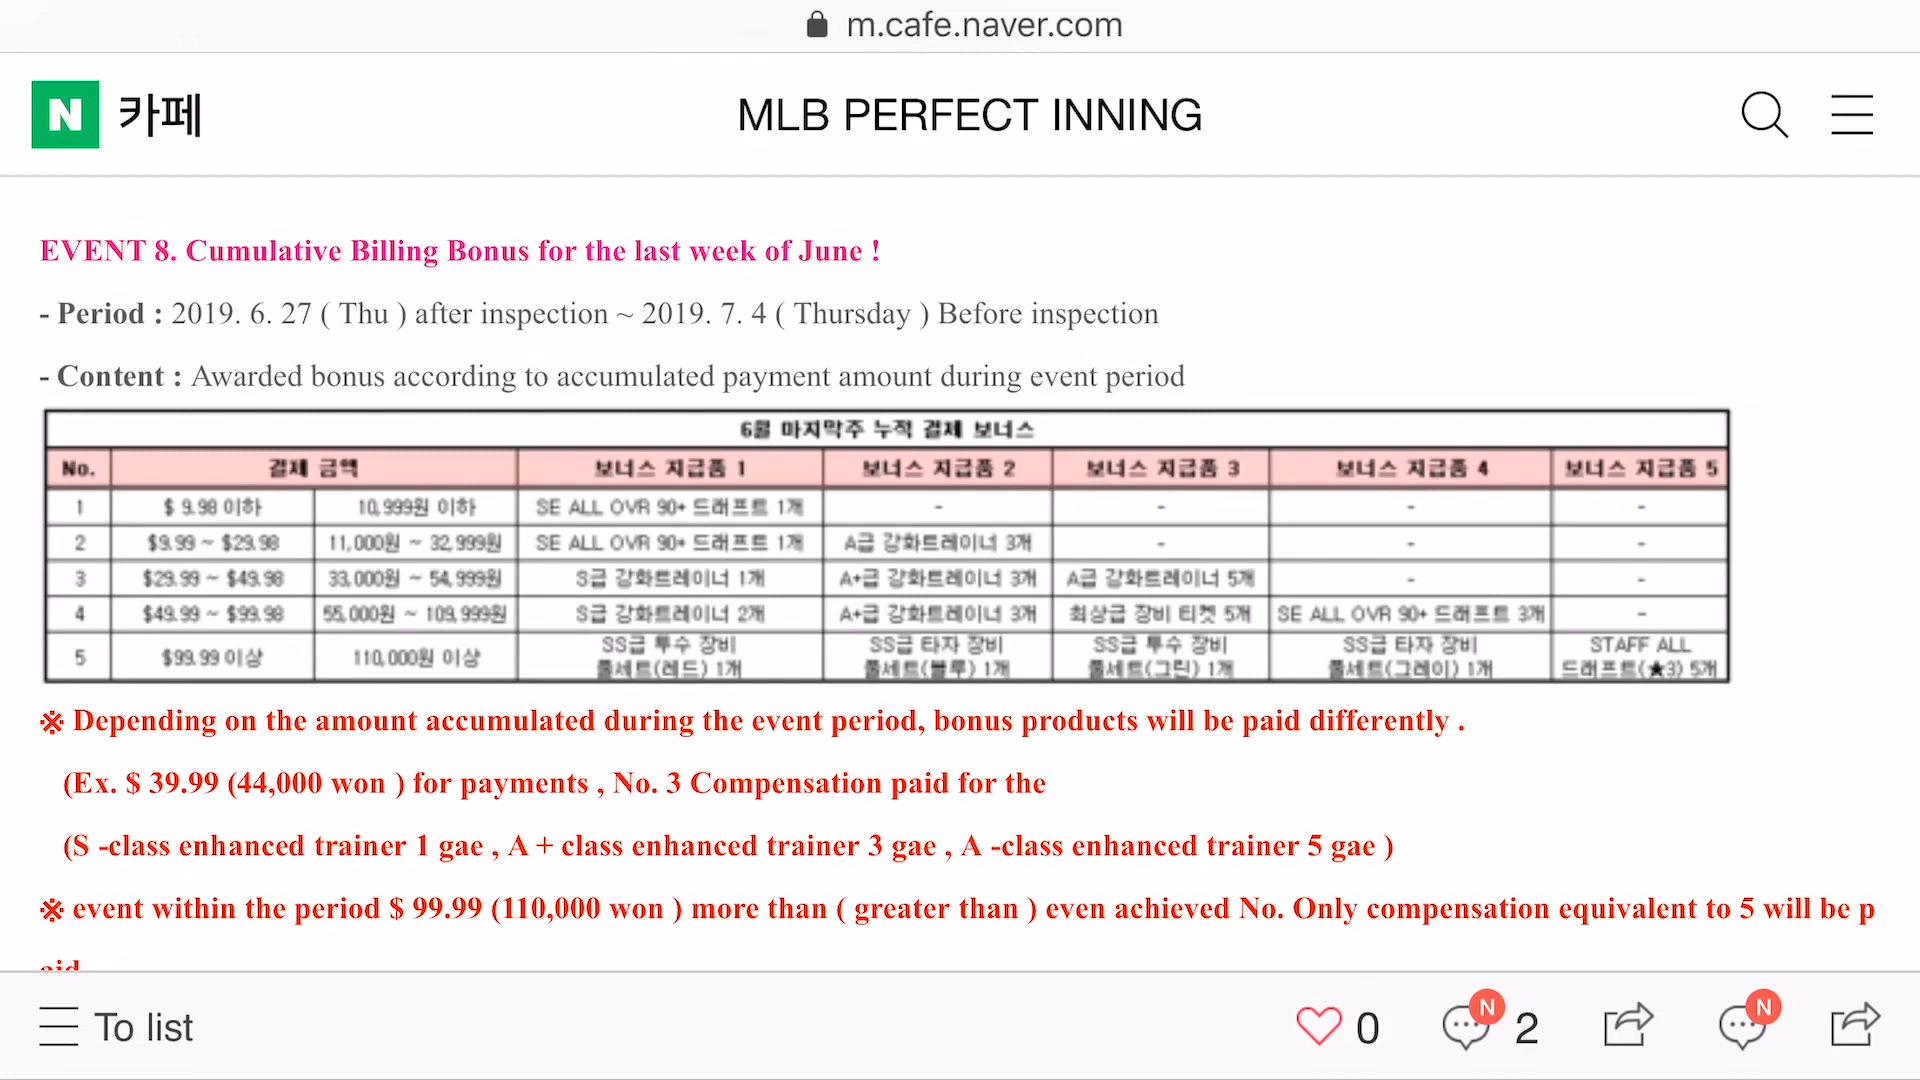 m.cafe.naver.com
N 카페
MLB PERFECT INNING
EVENT 8. Cumulative Billing Bonus for the last week of June !
- Period : 2019. 6. 27 ( Thu ) after inspection ~ 2019. 7. 4 ( Thursday ) Before inspection
- Content : Awarded bonus according to accumulated payment amount during event period
6월 마지막주 누적 결제 보너스
No. 결제 금액 보너스 지급품 1 보너스 지급품 2 보너스 지급품 3 보너스 지급품 4 보너스 지급품 5
1 $ 9.98 이하 10,999원 이하 SE ALL OVR 90+ 드래프트 1개 - - - -
2 $9.99 ~ $29.98 11,000원 ~ 32,999원 SE ALL OVR 90+ 드래프트 1개 A급 강화트레이너 3개 - - -
3 $29.99 ~ $49.98 33,000원 ~ 54,999원 S급 강화트레이너 1개 A+급 강화트레이너 3개 A급 강화트레이너 5개 - -
4 $49.99 ~ $99.98 55,000원 ~ 109,999원 S급 강화트레이너 2개 A+급 강화트레이너 3개 최상급 장비 티켓 5개 SE ALL OVR 90+ 드래프트 3개 -
5 $99.99 이상 110,000원 이상 SS급 투수 장비 풀세트(레드) 1개 SS급 타자 장비 풀세트(블루) 1개 SS급 투수 장비 풀세트(그린) 1개 SS급 타자 장비 풀세트(그레이) 1개 STAFF ALL 드래프트(★3) 5개
※ Depending on the amount accumulated during the event period, bonus products will be paid differently .
(Ex. $ 39.99 (44,000 won ) for payments , No. 3 Compensation paid for the
(S -class enhanced trainer 1 gae , A + class enhanced trainer 3 gae , A -class enhanced trainer 5 gae )
※ event within the period $ 99.99 (110,000 won ) more than ( greater than ) even achieved No. Only compensation equivalent to 5 will be p
aid
To list 0 N 2 N